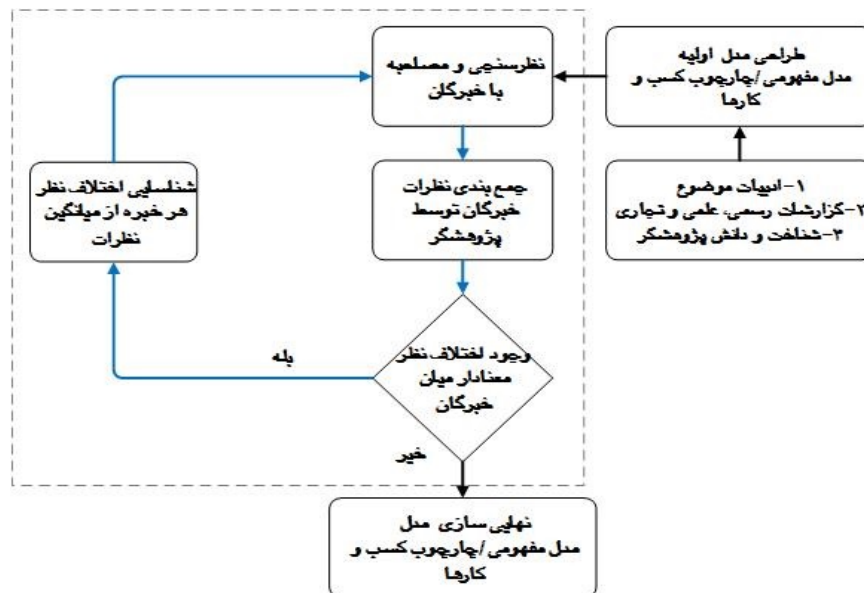 طراحی مدل اولیه
مدل مفهومی/چارچوب کسب و
کارها
۱-ادبیات موضوع
۲-گزارشات رسمی، علمی و تجاری
۳-شناخت و دانش پژوهشگر
نظرسنجی و مصاحبه
با خبرگان
جمع بندی نظرات
خبرگان توسط
پژوهشگر
شناسایی اختلاف نظر
هر خبره از میانگین
نظرات
وجود اختلاف نظر
معنادار میان
خبرگان
بله
خیر
نهایی سازی مدل
مدل مفهومی/چارچوب کسب و
کارها